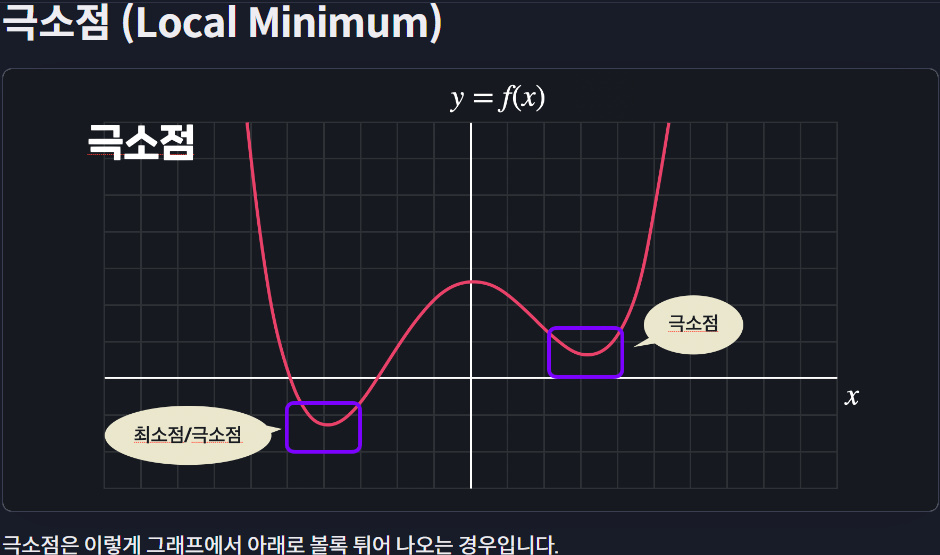 극소점 (Local Minimum)
y = f(x)
극소점
극소점
x
최소점/극소점
극소점은 이렇게 그래프에서 아래로 볼록 튀어 나오는 경우입니다.